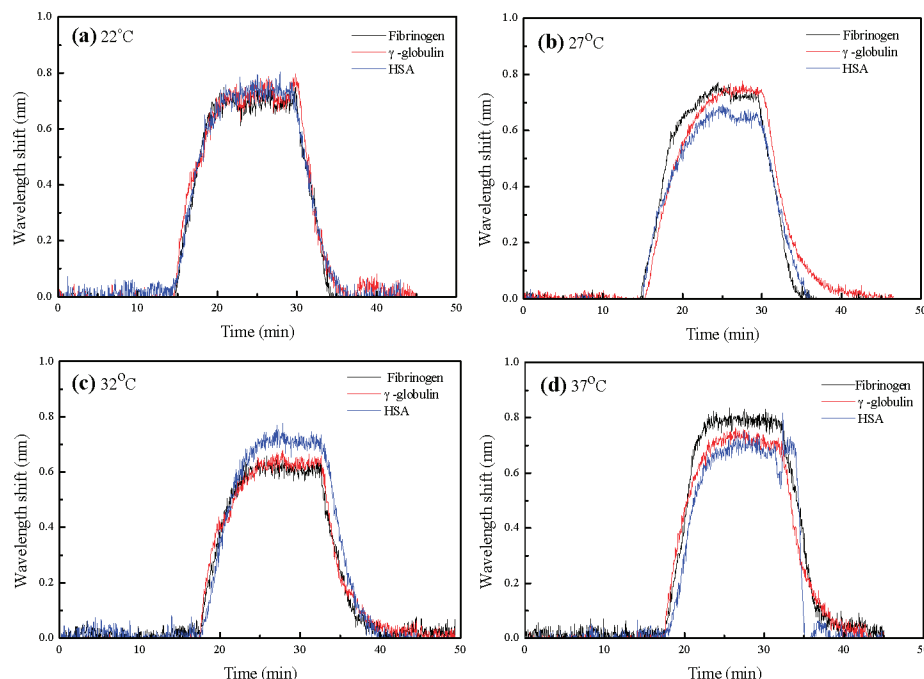 (a) 22°C
Fibrinogen
γ-globulin
HSA
1.0
0.8
0.6
0.4
0.2
0.0
Wavelength shift (nm)
0 10 20 30 40 50
Time (min)
(b) 27°C
Fibrinogen
γ-globulin
HSA
1.0
0.8
0.6
0.4
0.2
0.0
Wavelength shift (nm)
0 10 20 30 40 50
Time (min)
(c) 32°C
Fibrinogen
γ-globulin
HSA
1.0
0.8
0.6
0.4
0.2
0.0
Wavelength shift (nm)
0 10 20 30 40 50
Time (min)
(d) 37°C
Fibrinogen
γ-globulin
HSA
1.0
0.8
0.6
0.4
0.2
0.0
Wavelength shift (nm)
0 10 20 30 40 50
Time (min)